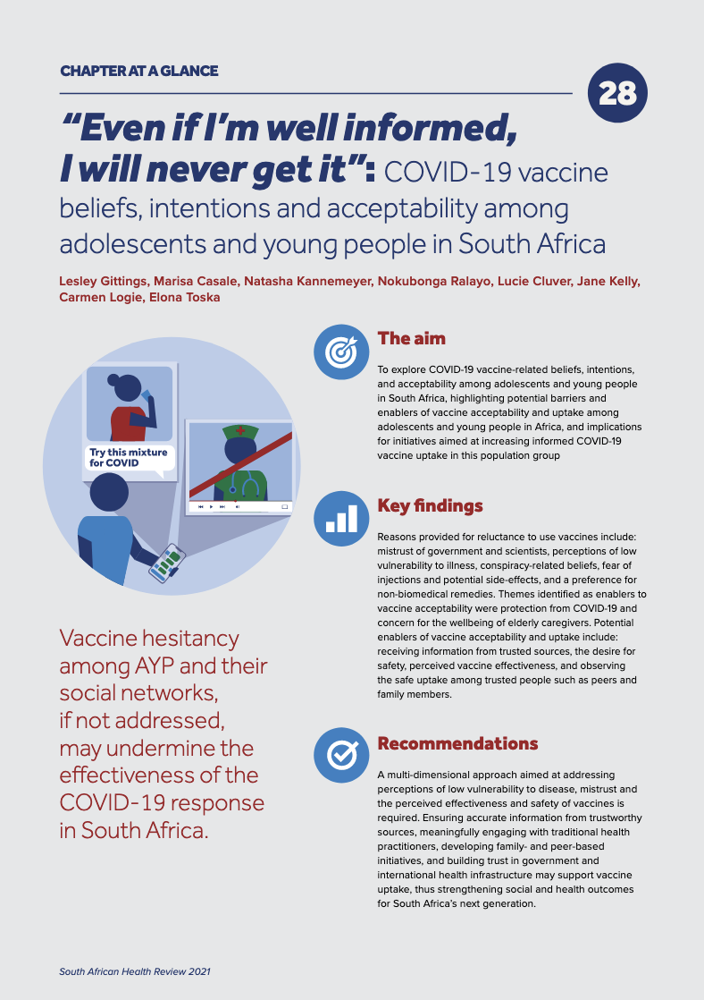 CHAPTER AT A GLANCE
28
“Even if I’m well informed,
I will never get it”: COVID-19 vaccine
beliefs, intentions and acceptability among
adolescents and young people in South Africa
Lesley Gittings, Marisa Casale, Natasha Kannemeyer, Nokubonga Ralayo, Lucie Cluver, Jane Kelly,
Carmen Logie, Elona Toska
Try this mixture
for COVID
Vaccine hesitancy
among AYP and their
social networks,
if not addressed,
may undermine the
effectiveness of the
COVID-19 response
in South Africa.
The aim
To explore COVID-19 vaccine-related beliefs, intentions,
and acceptability among adolescents and young people
in South Africa, highlighting potential barriers and
enablers of vaccine acceptability and uptake among
adolescents and young people in Africa, and implications
for initiatives aimed at increasing informed COVID-19
vaccine uptake in this population group
Key findings
Reasons provided for reluctance to use vaccines include:
mistrust of government and scientists, perceptions of low
vulnerability to illness, conspiracy-related beliefs, fear of
injections and potential side-effects, and a preference for
non-biomedical remedies. Themes identified as enablers to
vaccine acceptability were protection from COVID-19 and
concern for the wellbeing of elderly caregivers. Potential
enablers of vaccine acceptability and uptake include:
receiving information from trusted sources, the desire for
safety, perceived vaccine effectiveness, and observing
the safe uptake among trusted people such as peers and
family members.
Recommendations
A multi-dimensional approach aimed at addressing
perceptions of low vulnerability to disease, mistrust and
the perceived effectiveness and safety of vaccines is
required. Ensuring accurate information from trustworthy
sources, meaningfully engaging with traditional health
practitioners, developing family- and peer-based
initiatives, and building trust in government and
international health infrastructure may support vaccine
uptake, thus strengthening social and health outcomes
for South Africa’s next generation.
South African Health Review 2021